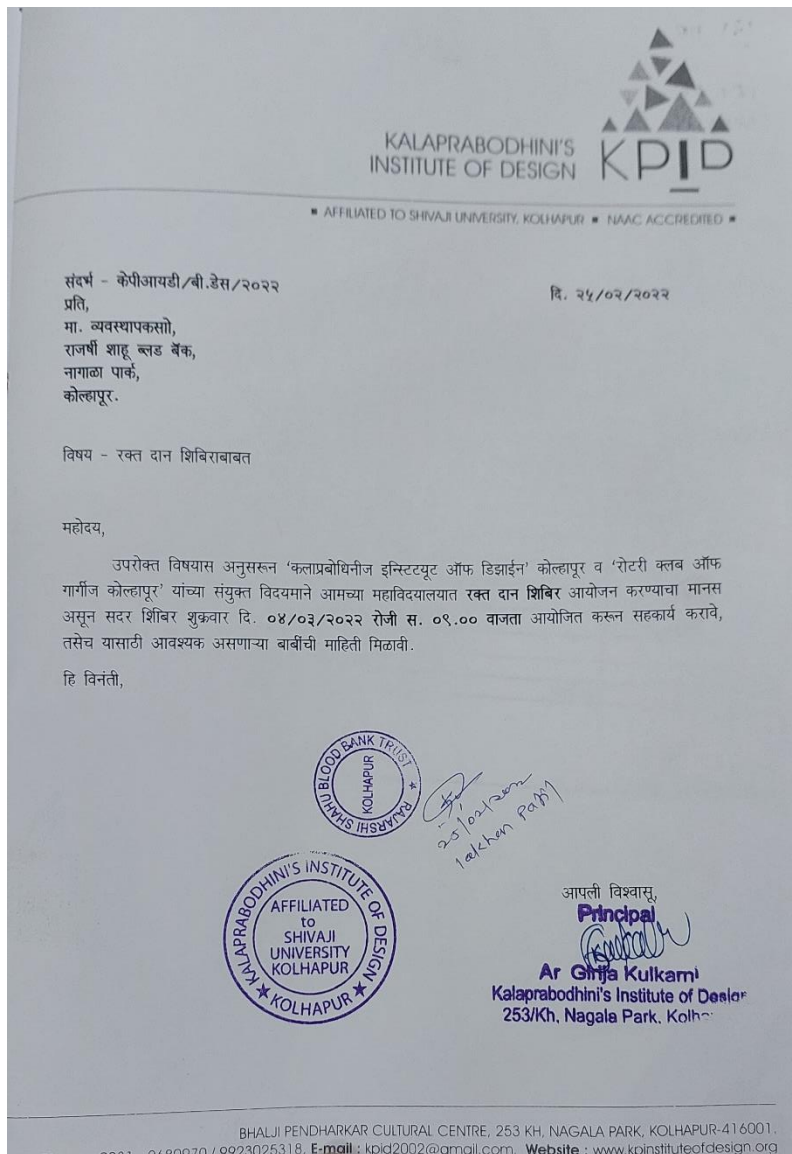 KALAPRABODHINI'S
INSTITUTE OF DESIGN
KPID
▪ AFFILIATED TO SHIVAJI UNIVERSITY, KOLHAPUR ▪ NAAC ACCREDITED ▪
संदर्भ - केपीआयडी/बी.डेस/२०२२
दि. २५/०२/२०२२
प्रति,
मा. व्यवस्थापकसाो,
राजर्षी शाहू ब्लड बॅक,
नागाळा पार्क,
कोल्हापूर.
विषय - रक्त दान शिबिराबाबत
महोदय,
उपरोक्त विषयास अनुसरून ‘कलाप्रबोधिनीज इन्स्टिटयूट ऑफ डिझाईन’ कोल्हापूर व ‘रोटरी क्लब ऑफ
गार्गीज कोल्हापूर’ यांच्या संयुक्त विदयमाने आमच्या महाविदयालयात रक्त दान शिबिर आयोजन करण्याचा मानस
असून सदर शिबिर शुक्रवार दि. ०४/०३/२०२२ रोजी स. ०९.०० वाजता आयोजित करून सहकार्य करावे,
तसेच यासाठी आवश्यक असणाऱ्या बाबींची माहिती मिळावी.
हि विनंती,
RAJARSHI SHAHU BLOOD BANK TRUST ★
KOLHAPUR
KALAPRABODHINI'S INSTITUTE OF DESIGN
★ KOLHAPUR ★
AFFILIATED
to
SHIVAJI
UNIVERSITY
KOLHAPUR
आपली विश्वासू,
Principal
Ar Girija Kulkarni
Kalaprabodhini's Institute of Design
253/Kh, Nagala Park,
BHALJI PENDHARKAR CULTURAL CENTRE, 253 KH, NAGALA PARK, KOLHAPUR-416001.
9923025318, E-mail : kpid2002@gmail.com, Website : www.kpinstituteofdesign.org